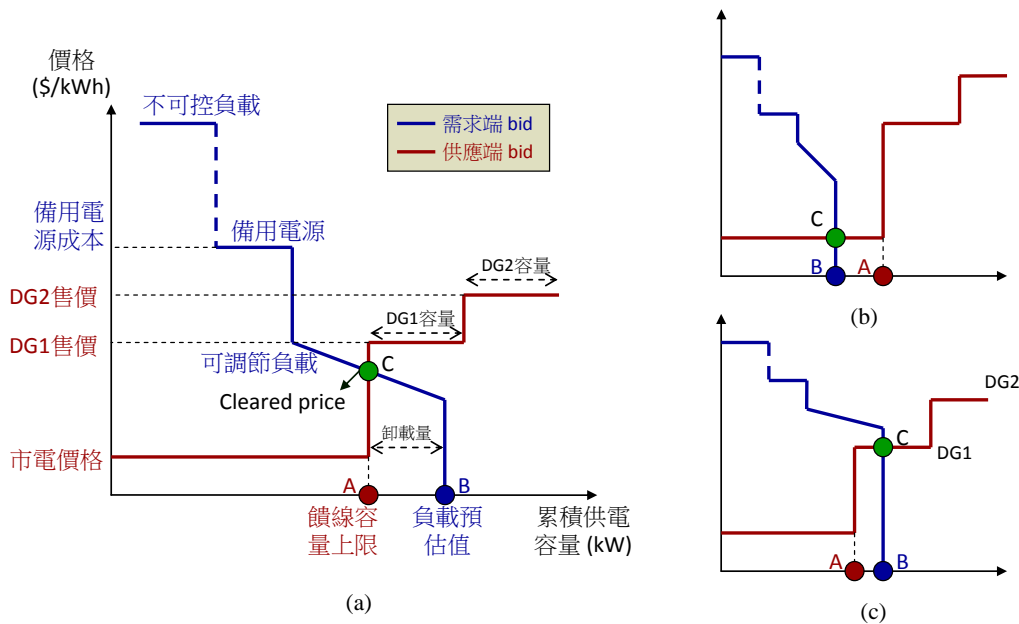 價格
($/kWh)
不可控負載
需求端 bid
供應端 bid
備用電
源成本
備用電源
DG2容量
DG2售價
DG1容量
DG1售價
可調節負載
C
Cleared price
卸載量
市電價格
A
B
饋線容
量上限
負載預
估值
累積供電
容量 (kW)
(a)
C
B
A
(b)
DG2
C
DG1
A
B
(c)